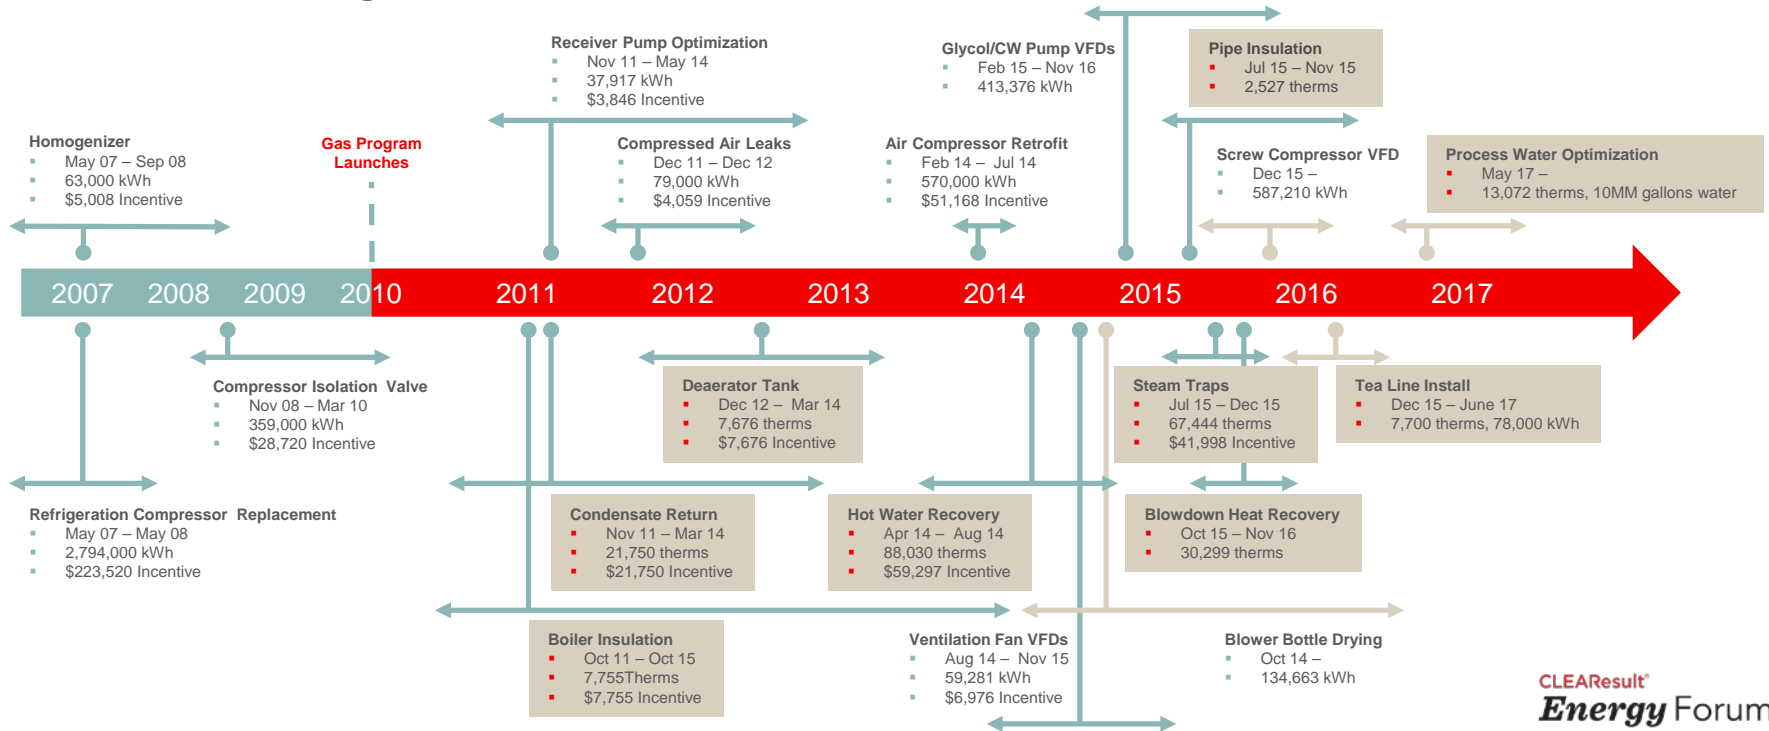 Receiver Pump Optimization
Nov 11 – May 14
37,917 kWh
$3,846 Incentive
Glycol/CW Pump VFDs
Feb 15 – Nov 16
413,376 kWh
Pipe Insulation
Jul 15 – Nov 15
2,527 therms
Homogenizer
May 07 – Sep 08
63,000 kWh
$5,008 Incentive
Gas Program
Launches
Compressed Air Leaks
Dec 11 – Dec 12
79,000 kWh
$4,059 Incentive
Air Compressor Retrofit
Feb 14 – Jul 14
570,000 kWh
$51,168 Incentive
Screw Compressor VFD
Dec 15 –
587,210 kWh
Process Water Optimization
May 17 –
13,072 therms, 10MM gallons water
2007 2008 2009 2010 2011 2012 2013 2014 2015 2016 2017
Compressor Isolation Valve
Nov 08 – Mar 10
359,000 kWh
$28,720 Incentive
Deaerator Tank
Dec 12 – Mar 14
7,676 therms
$7,676 Incentive
Steam Traps
Jul 15 – Dec 15
67,444 therms
$41,998 Incentive
Tea Line Install
Dec 15 – June 17
7,700 therms, 78,000 kWh
Refrigeration Compressor Replacement
May 07 – May 08
2,794,000 kWh
$223,520 Incentive
Condensate Return
Nov 11 – Mar 14
21,750 therms
$21,750 Incentive
Hot Water Recovery
Apr 14 – Aug 14
88,030 therms
$59,297 Incentive
Blowdown Heat Recovery
Oct 15 – Nov 16
30,299 therms
Boiler Insulation
Oct 11 – Oct 15
7,755Therms
$7,755 Incentive
Ventilation Fan VFDs
Aug 14 – Nov 15
59,281 kWh
$6,976 Incentive
Blower Bottle Drying
Oct 14 –
134,663 kWh
CLEAResult®
Energy Forum